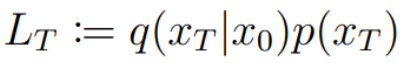 L_T := q(x_T|x_0)p(x_T)